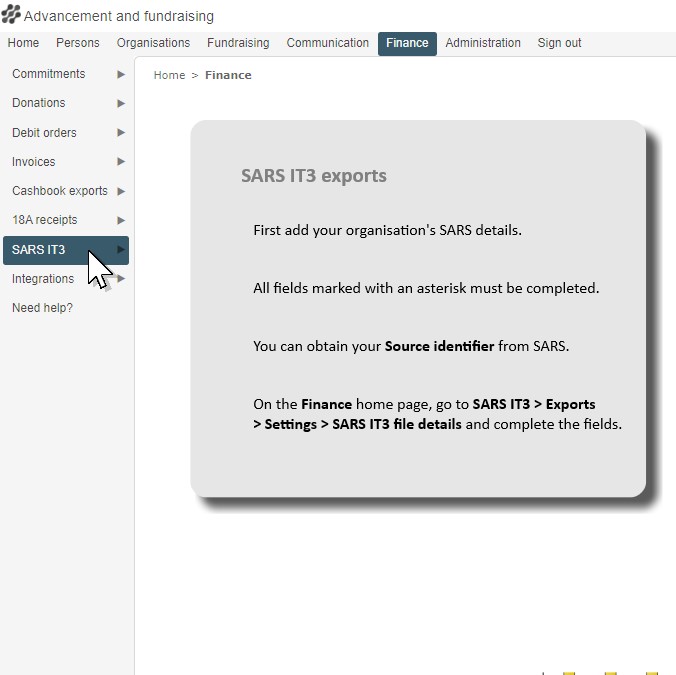 Advancement and fundraising
Home Persons Organisations Fundraising Communication Finance Administration Sign out
Commitments
Donations
Debit orders
Invoices
Cashbook exports
18A receipts
SARS IT3
Integrations
Need help?
Home > Finance
SARS IT3 exports
First add your organisation's SARS details.
All fields marked with an asterisk must be completed.
You can obtain your Source identifier from SARS.
On the Finance home page, go to SARS IT3 > Exports
> Settings > SARS IT3 file details and complete the fields.